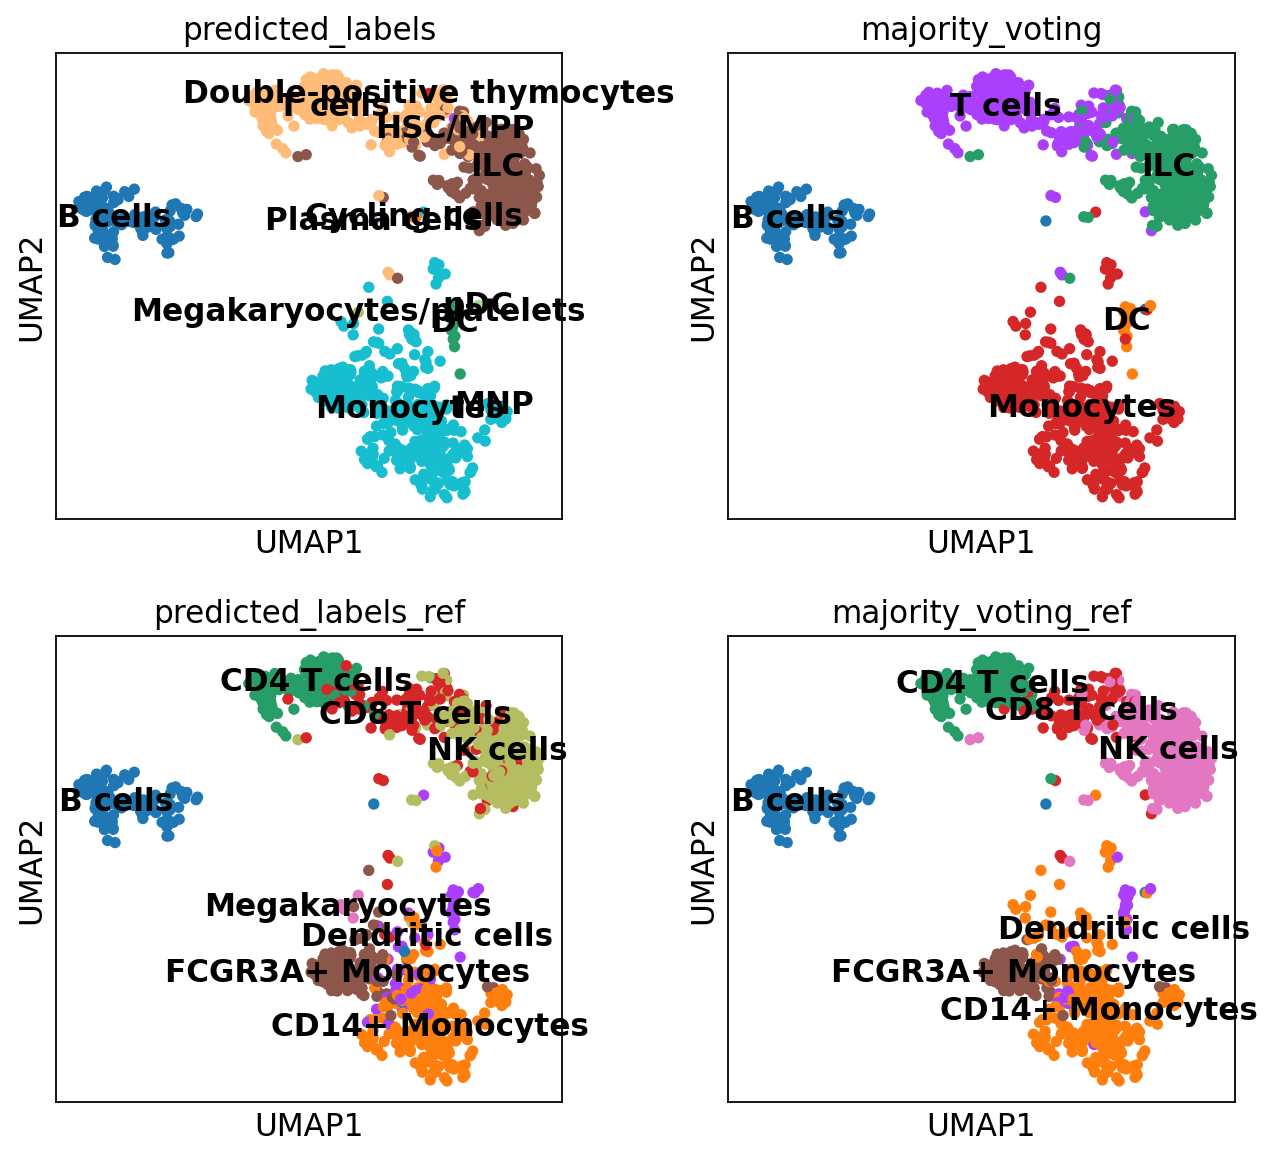 predicted_labels
majority_voting
Double-positive thymocytes
T cells
HSC/MPP
ILC
B cells
Cycling cells
Plasma cells
pDC
Megakaryocytes/platelets
DC
MNP
Monocytes
UMAP2
UMAP1
T cells
ILC
B cells
DC
Monocytes
UMAP2
UMAP1
predicted_labels_ref
majority_voting_ref
CD4 T cells
CD8 T cells
NK cells
B cells
Megakaryocytes
Dendritic cells
FCGR3A+ Monocytes
CD14+ Monocytes
UMAP2
UMAP1
CD4 T cells
CD8 T cells
NK cells
B cells
Dendritic cells
FCGR3A+ Monocytes
CD14+ Monocytes
UMAP2
UMAP1